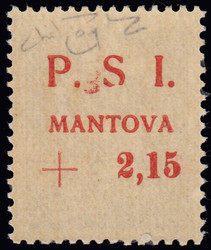 P. S I.
MANTOVA
+ 2,15